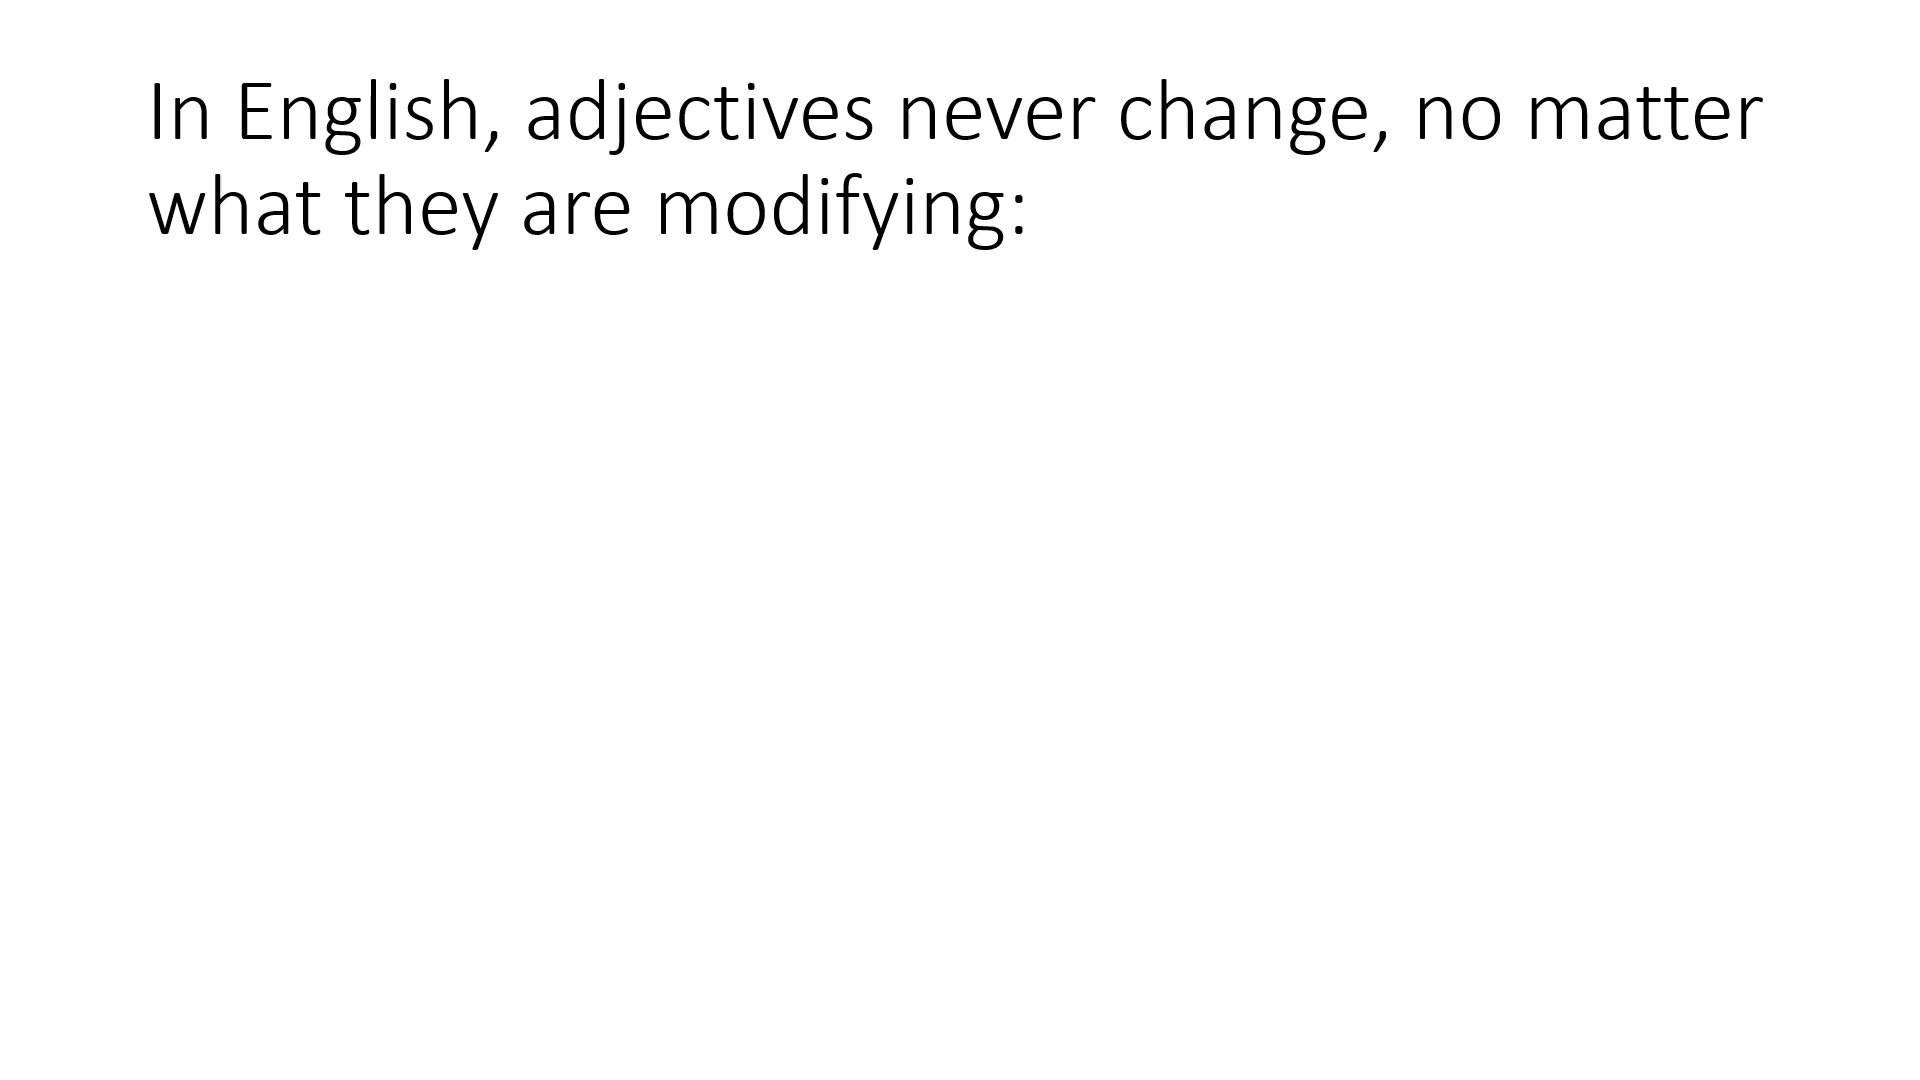 In English, adjectives never change, no matter
what they are modifying: